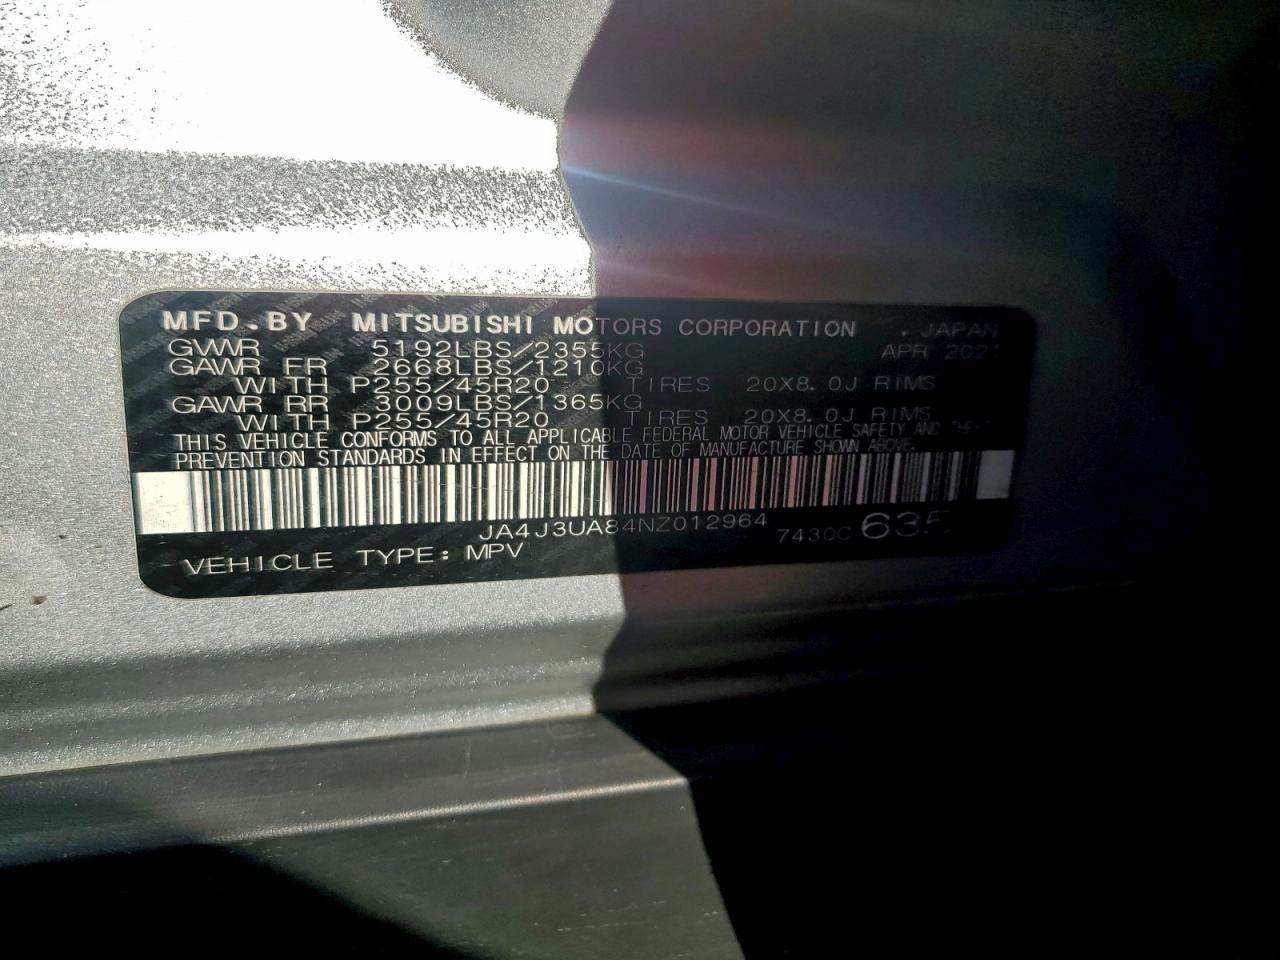 MFD.BY MITSUBISHI MOTORS CORPORATION . JAPAN
GVWR 5192LBS/2355KG APR 2021
GAWR FR 2668LBS/1210KG
WITH P255/45R20 TIRES 20X8.0J RIMS
GAWR RR 3009LBS/1365KG
WITH P255/45R20 TIRES 20X8.0J RIMS
THIS VEHICLE CONFORMS TO ALL APPLICABLE FEDERAL MOTOR VEHICLE SAFETY AND THEFT
PREVENTION STANDARDS IN EFFECT ON THE DATE OF MANUFACTURE SHOWN ABOVE.
JA4J3UA84NZ012964 7430C 635
VEHICLE TYPE: MPV